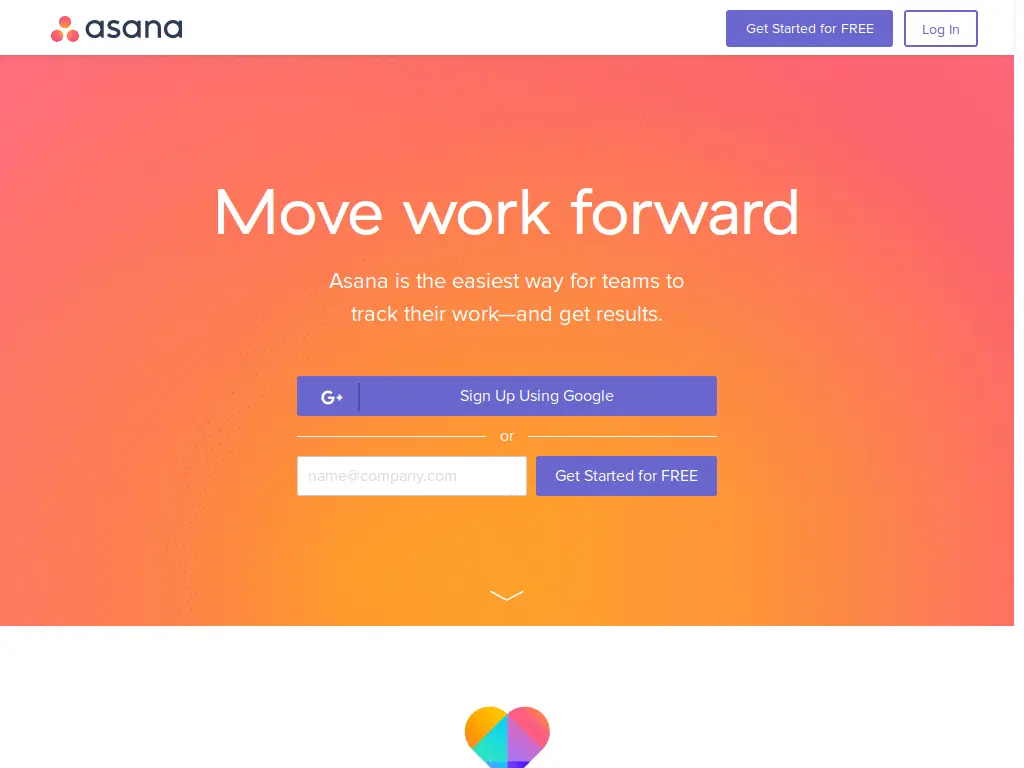 asana
Get Started for FREE
Log In
Move work forward
Asana is the easiest way for teams to
track their work—and get results.
G+
Sign Up Using Google
or
name@company.com
Get Started for FREE